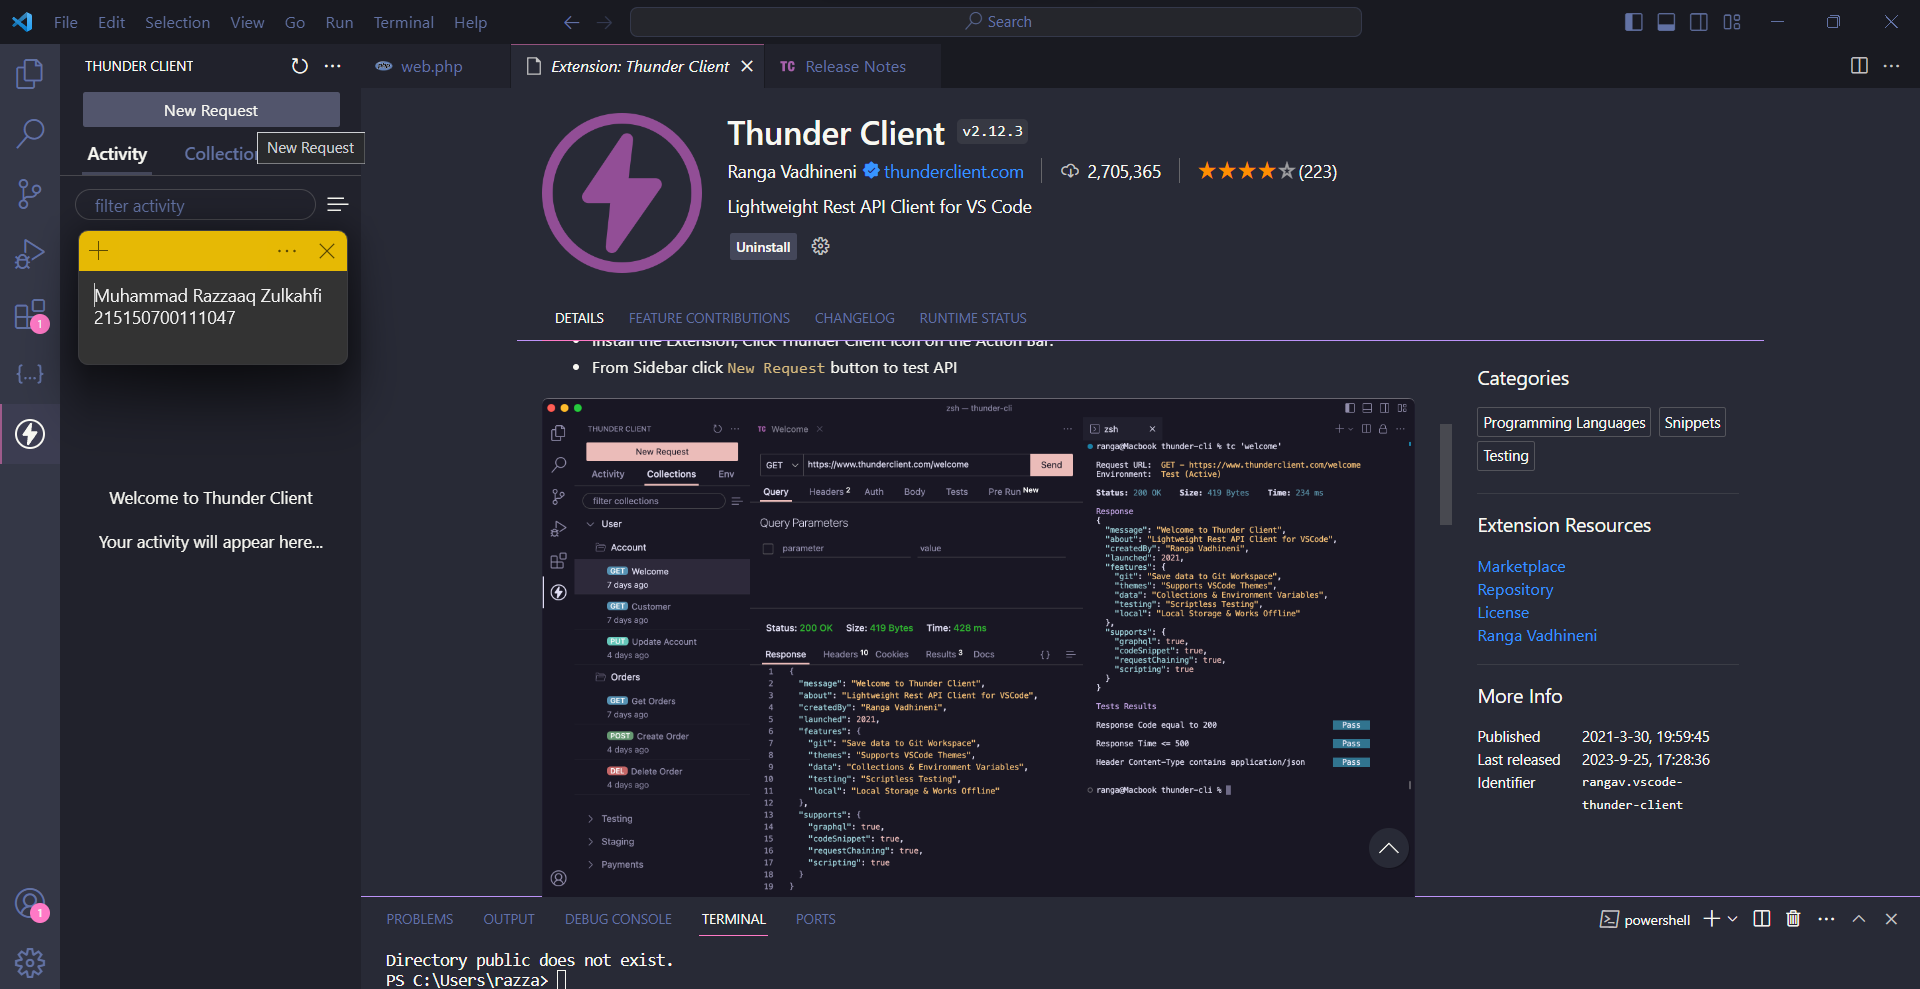 File Edit Selection View Go Run Terminal Help
Search
THUNDER CLIENT
New Request
Activity
New Request
filter activity
Muhammad Razzaaq Zulkahfi
215150700111047
Welcome to Thunder Client
Your activity will appear here...
1
{...}
1
web.php
Extension: Thunder Client
TC Release Notes
Thunder Client v2.12.3
Ranga Vadhineni thunderclient.com 2,705,365 (223)
Lightweight Rest API Client for VS Code
Uninstall
DETAILS FEATURE CONTRIBUTIONS CHANGELOG RUNTIME STATUS
Install the Extension, Click Thunder Client icon on the Action Bar.
From Sidebar click New Request button to test API
zsh — thunder-cli
THUNDER CLIENT
New Request
Activity Collections Env
filter collections
User
Account
GET Welcome
7 days ago
GET Customer
7 days ago
PUT Update Account
4 days ago
Orders
GET Get Orders
7 days ago
POST Create Order
4 days ago
DEL Delete Order
4 days ago
Testing
Staging
Payments
TC Welcome
GET https://www.thunderclient.com/welcome Send
Query Headers 2 Auth Body Tests Pre Run New
Query Parameters
parameter value
Status: 200 OK Size: 419 Bytes Time: 428 ms
Response Headers 10 Cookies Results 3 Docs {}
1 {
2 "message": "Welcome to Thunder Client",
3 "about": "Lightweight Rest API Client for VSCode",
4 "createdBy": "Ranga Vadhineni",
5 "launched": 2021,
6 "features": {
7 "git": "Save data to Git Workspace",
8 "themes": "Supports VSCode Themes",
9 "data": "Collections & Environment Variables",
10 "testing": "Scriptless Testing",
11 "local": "Local Storage & Works Offline"
12 },
13 "supports": {
14 "graphql": true,
15 "codeSnippet": true,
16 "requestChaining": true,
17 "scripting": true
18 }
19 }
zsh
ranga@Macbook thunder-cli % tc 'welcome'
Request URL: GET - https://www.thunderclient.com/welcome
Environment: Test (Active)
Status: 200 OK Size: 419 Bytes Time: 234 ms
Response
{
"message": "Welcome to Thunder Client",
"about": "Lightweight Rest API Client for VSCode",
"createdBy": "Ranga Vadhineni",
"launched": 2021,
"features": {
"git": "Save data to Git Workspace",
"themes": "Supports VSCode Themes",
"data": "Collections & Environment Variables",
"testing": "Scriptless Testing",
"local": "Local Storage & Works Offline"
},
"supports": {
"graphql": true,
"codeSnippet": true,
"requestChaining": true,
"scripting": true
}
}
Tests Results
Response Code equal to 200 Pass
Response Time <= 500 Pass
Header Content-Type contains application/json Pass
ranga@Macbook thunder-cli %
Categories
Programming Languages Snippets
Testing
Extension Resources
Marketplace
Repository
License
Ranga Vadhineni
More Info
Published 2021-3-30, 19:59:45
Last released 2023-9-25, 17:28:36
Identifier rangav.vscode-
thunder-client
PROBLEMS OUTPUT DEBUG CONSOLE TERMINAL PORTS
powershell
Directory public does not exist.
PS C:\Users\razza>